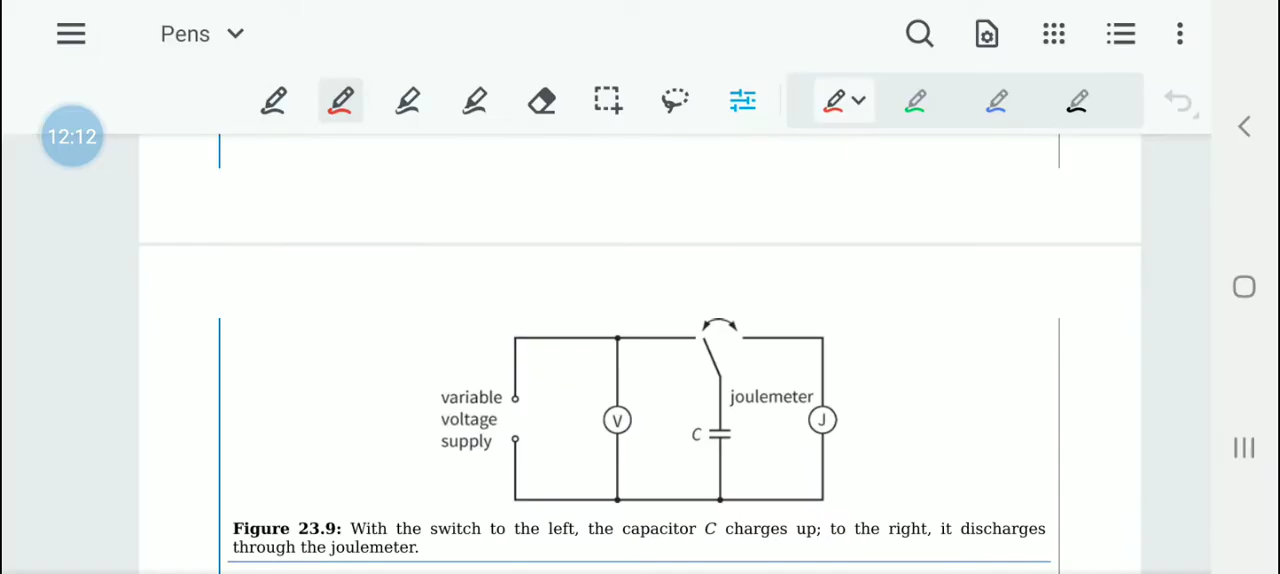 Pens
12:12
variable
voltage
supply
V
C
joulemeter
J
Figure 23.9: With the switch to the left, the capacitor C charges up; to the right, it discharges
through the joulemeter.